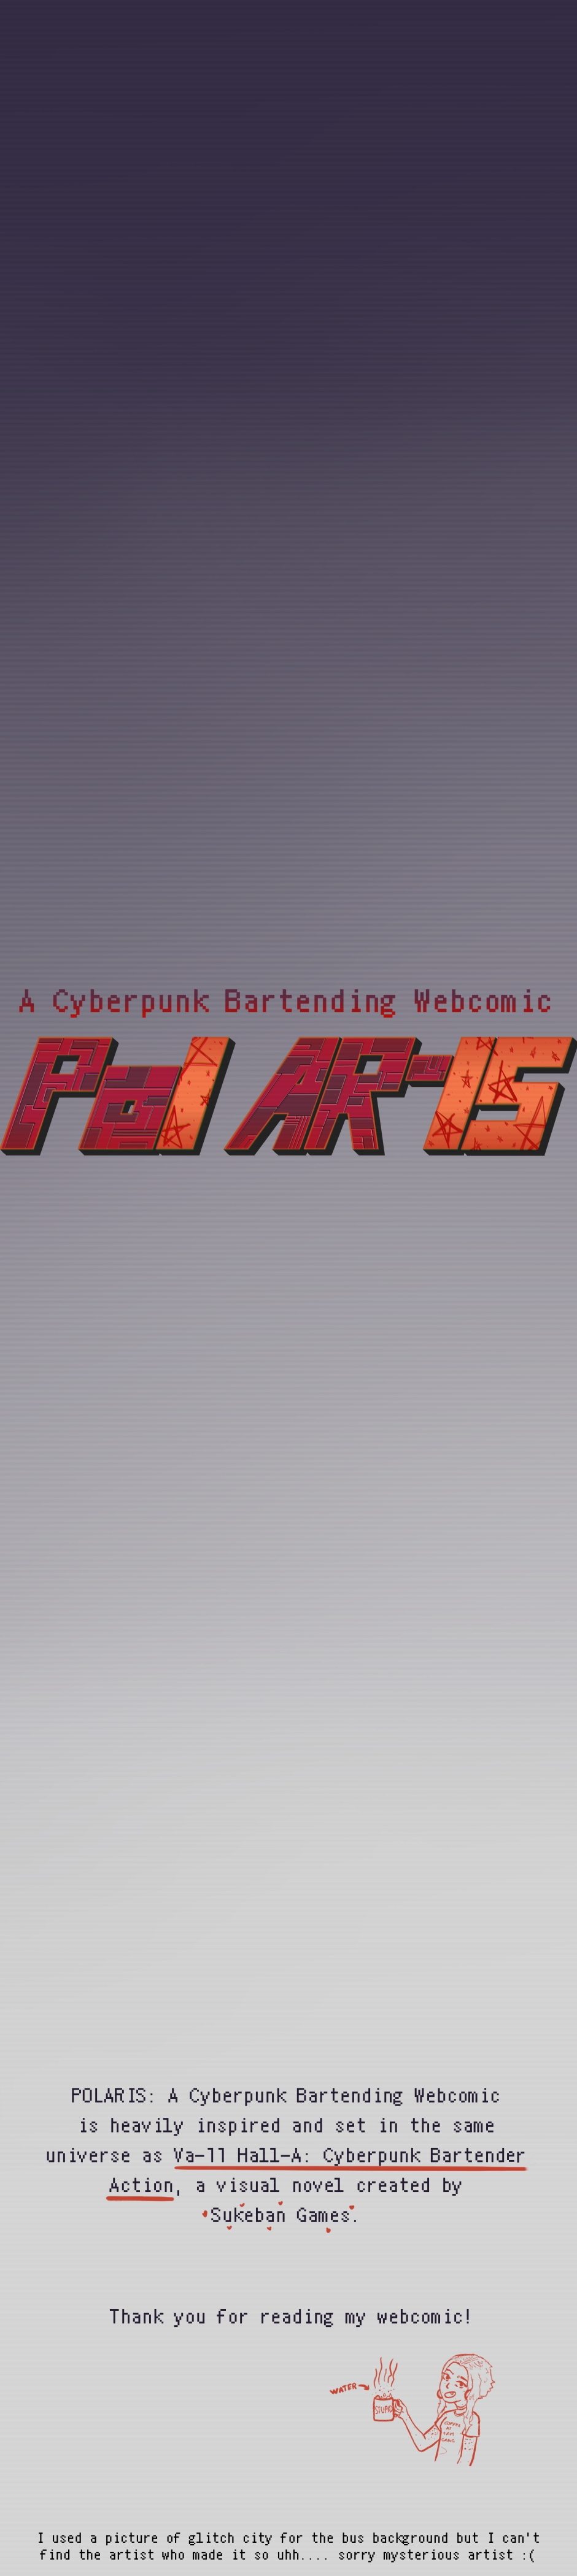 A Cyberpunk Bartending Webcomic
PolARIS
POLARIS: A Cyberpunk Bartending Webcomic
is heavily inspired and set in the same
universe as Va-11 Hall-A: Cyberpunk Bartender
Action, a visual novel created by
Sukeban Games.
Thank you for reading my webcomic!
WATER
STUPID
I used a picture of glitch city for the bus background but I can't
find the artist who made it so uhh.... sorry mysterious artist :(